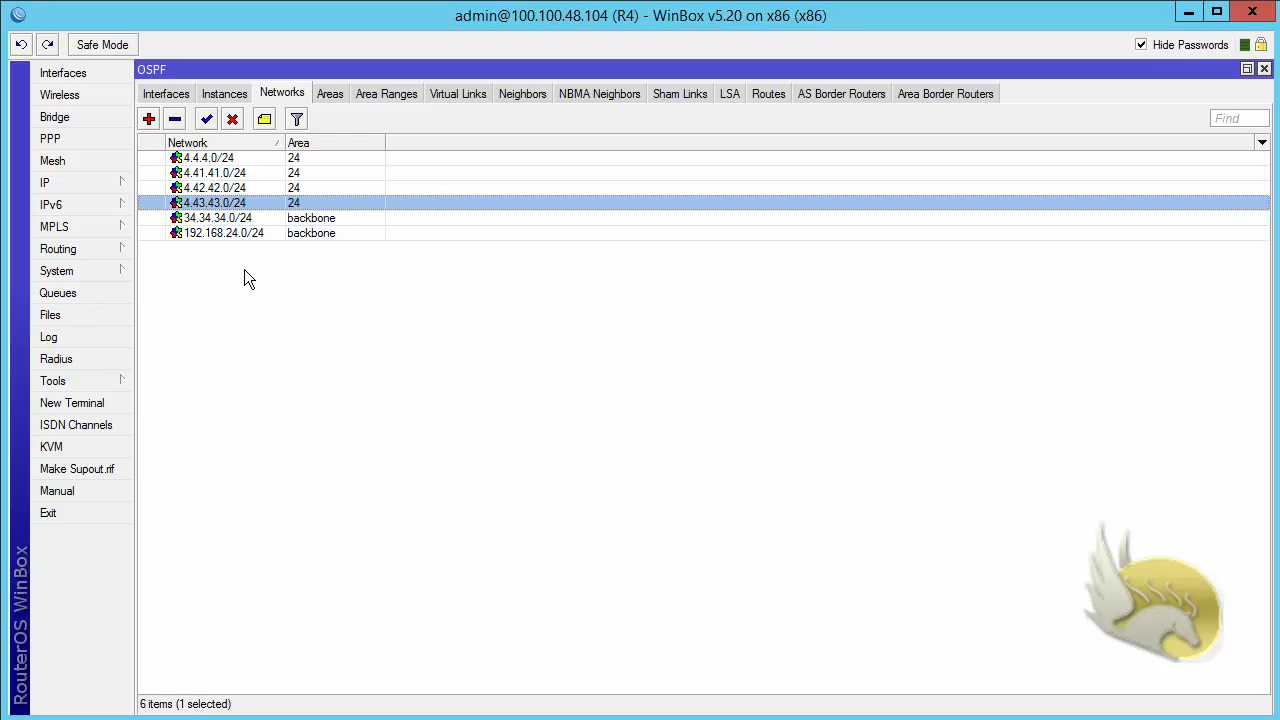 admin@100.100.48.104 (R4) - WinBox v5.20 on x86 (x86)
Safe Mode
Hide Passwords
Interfaces
Wireless
Bridge
PPP
Mesh
IP
IPv6
MPLS
Routing
System
Queues
Files
Log
Radius
Tools
New Terminal
ISDN Channels
KVM
Make Supout.rif
Manual
Exit
RouterOS WinBox
OSPF
Interfaces Instances Networks Areas Area Ranges Virtual Links Neighbors NBMA Neighbors Sham Links LSA Routes AS Border Routers Area Border Routers
Find
Network Area
4.4.4.0/24 24
4.41.41.0/24 24
4.42.42.0/24 24
4.43.43.0/24 24
34.34.34.0/24 backbone
192.168.24.0/24 backbone
6 items (1 selected)